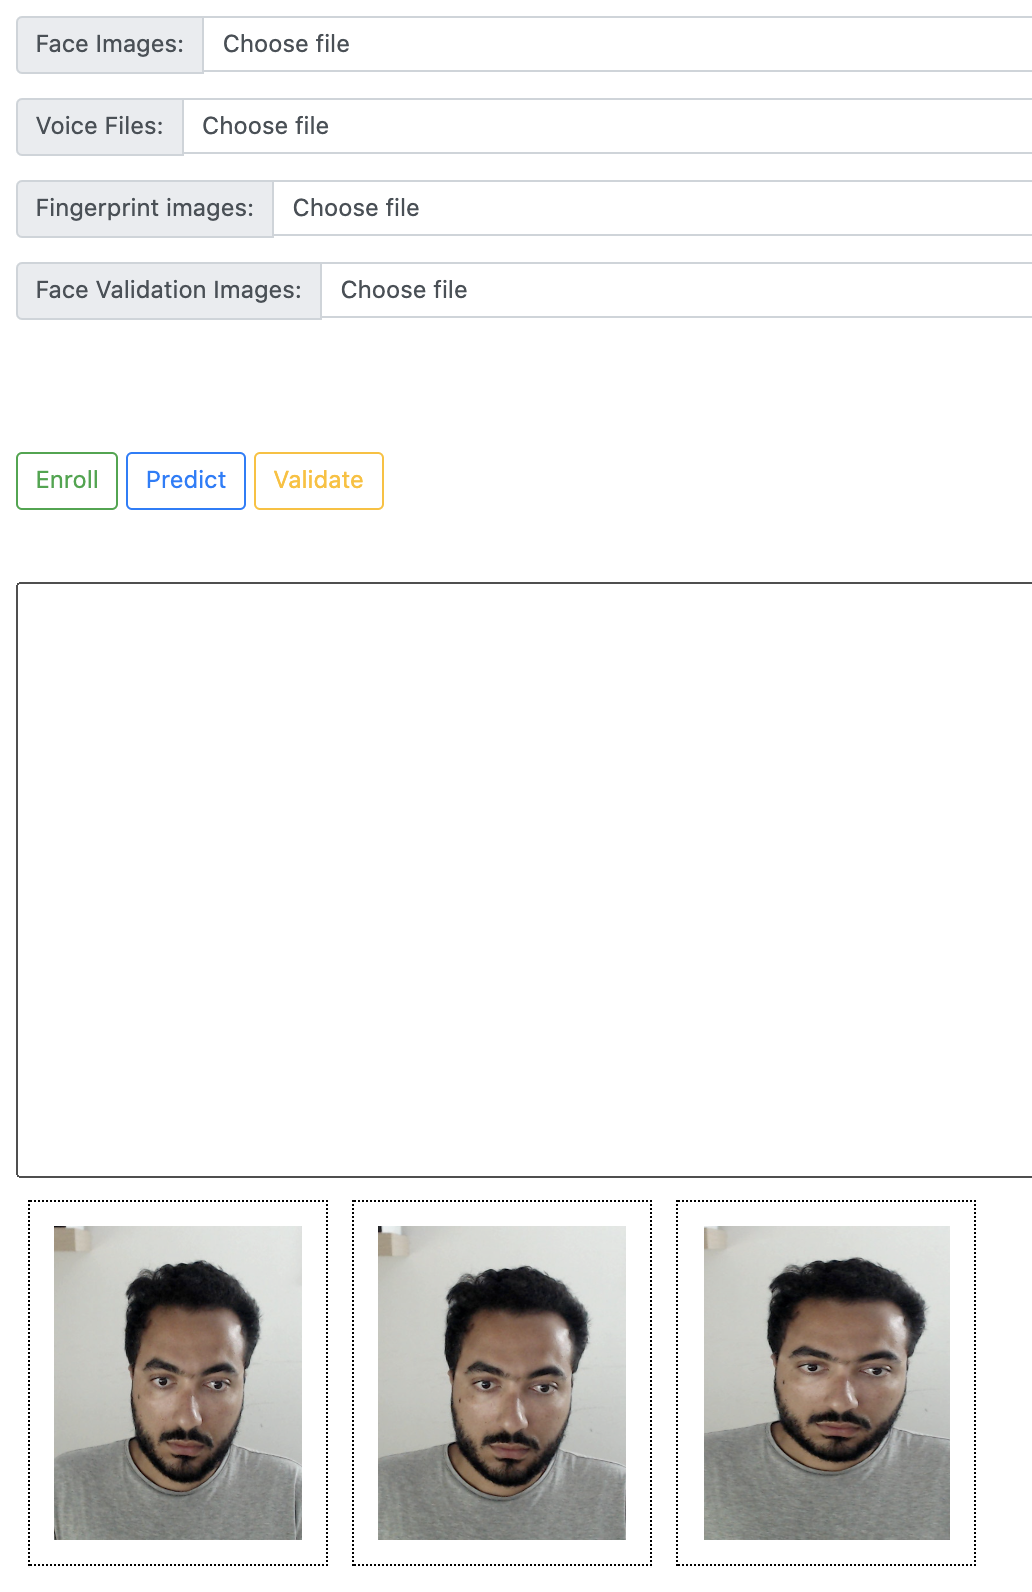 Face Images: Choose file
Voice Files: Choose file
Fingerprint images: Choose file
Face Validation Images: Choose file
Enroll Predict Validate